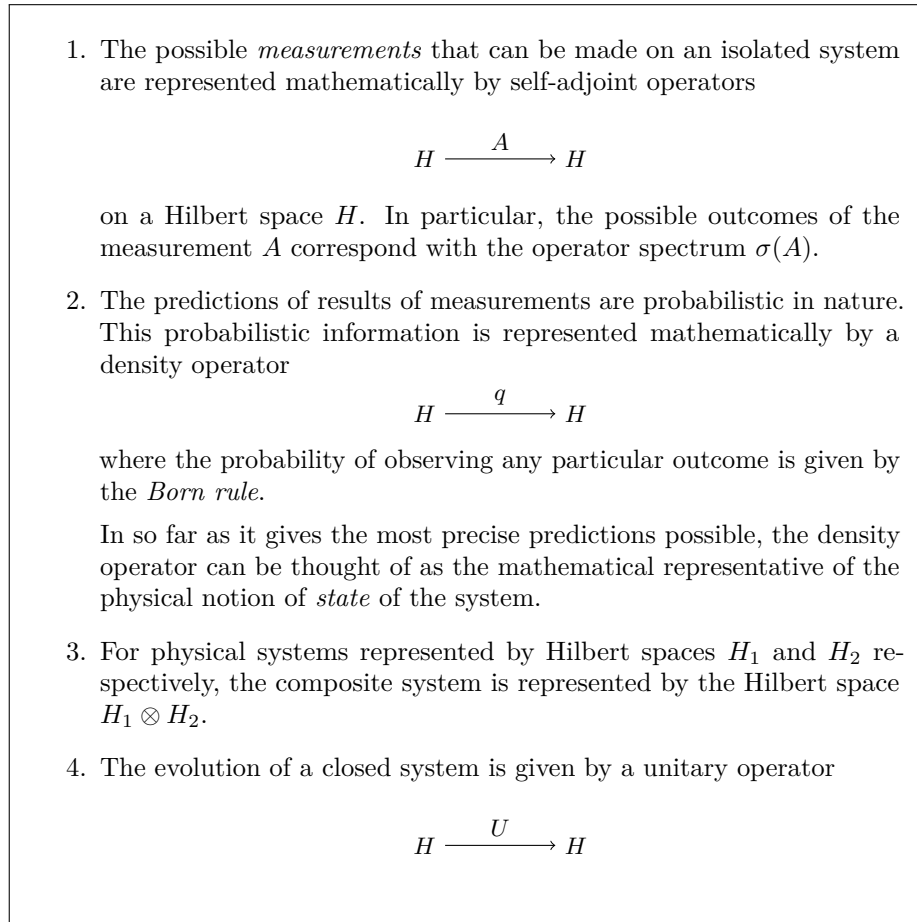 1. The possible measurements that can be made on an isolated system
are represented mathematically by self-adjoint operators
A
H ⟶ H
on a Hilbert space H. In particular, the possible outcomes of the
measurement A correspond with the operator spectrum σ(A).
2. The predictions of results of measurements are probabilistic in nature.
This probabilistic information is represented mathematically by a
density operator
q
H ⟶ H
where the probability of observing any particular outcome is given by
the Born rule.
In so far as it gives the most precise predictions possible, the density
operator can be thought of as the mathematical representative of the
physical notion of state of the system.
3. For physical systems represented by Hilbert spaces H₁ and H₂ re-
spectively, the composite system is represented by the Hilbert space
H₁ ⊗ H₂.
4. The evolution of a closed system is given by a unitary operator
U
H ⟶ H